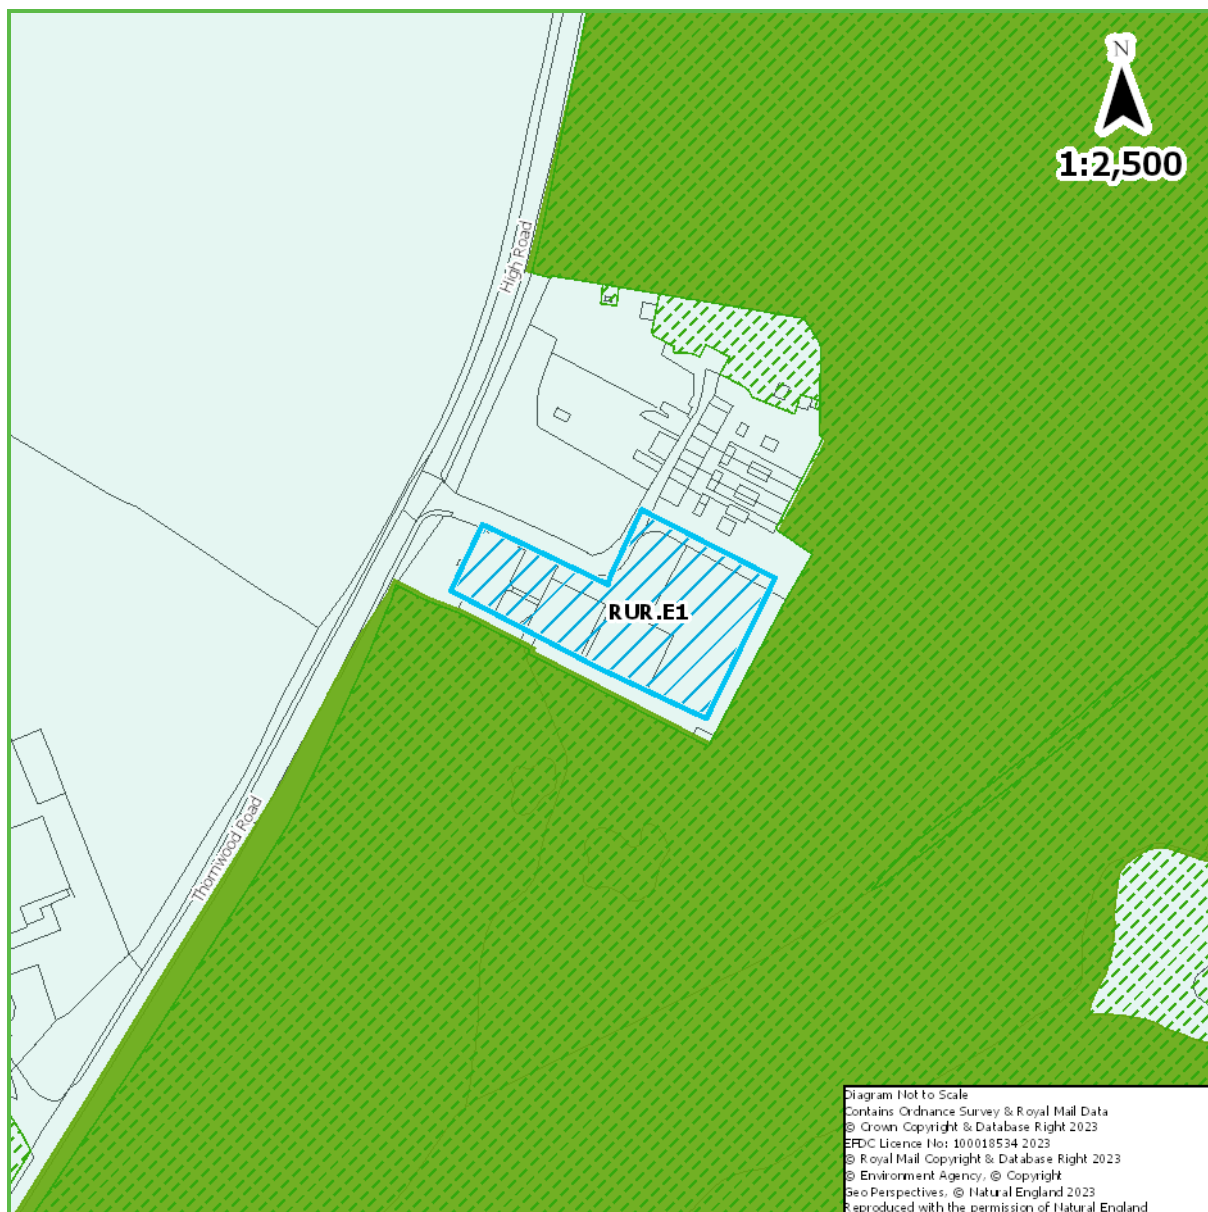 N
1:2,500
High Road
RUR.E1
Thornwood Road
Diagram Not to Scale
Contains Ordnance Survey & Royal Mail Data
© Crown Copyright & Database Right 2023
EFDC Licence No: 100018534 2023
© Royal Mail Copyright & Database Right 2023
© Environment Agency, © Copyright
Geo Perspectives, © Natural England 2023
Reproduced with the permission of Natural England